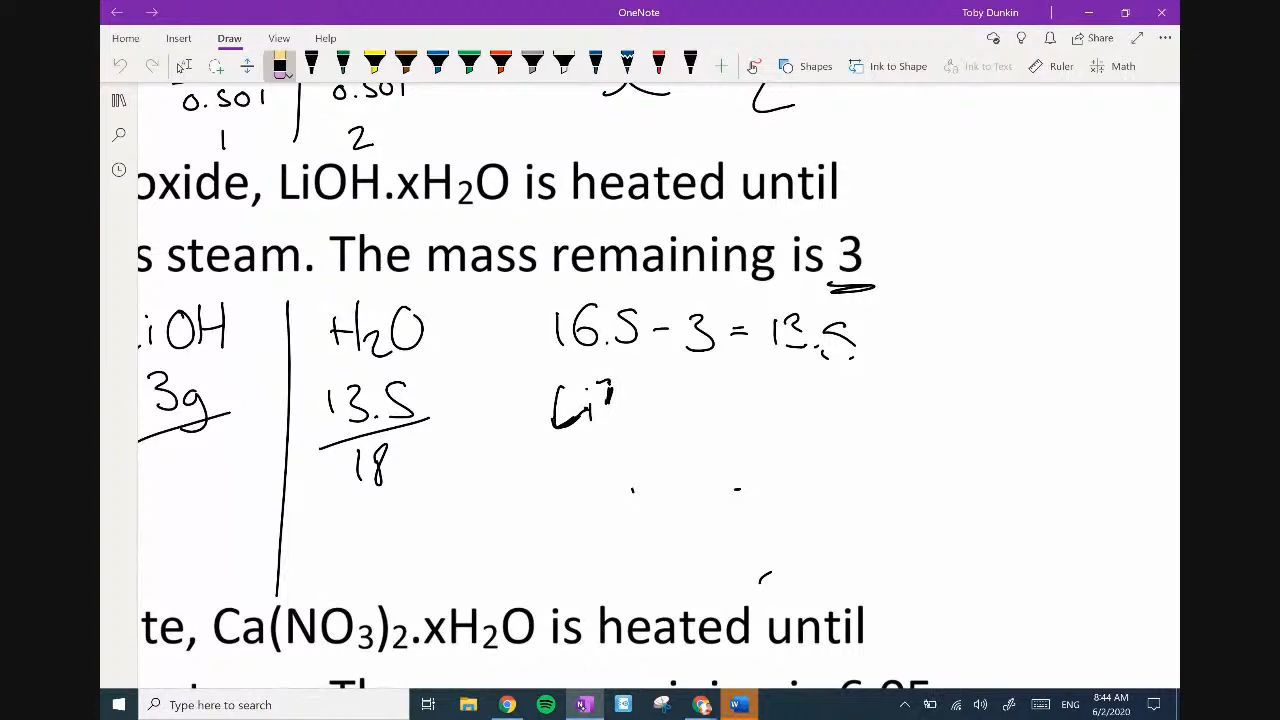 OneNote
Toby Dunkin
Home Insert Draw View Help
Share
Shapes Ink to Shape Ink to Text Ruler Math
0.501 0.501
1 2
oxide, LiOH.xH₂O is heated until
s steam. The mass remaining is 3
iOH H₂O 16.5 - 3 = 13.5
3g 13.5 Li
18
te, Ca(NO₃)₂.xH₂O is heated until
Type here to search
ENG
8:44 AM
6/2/2020